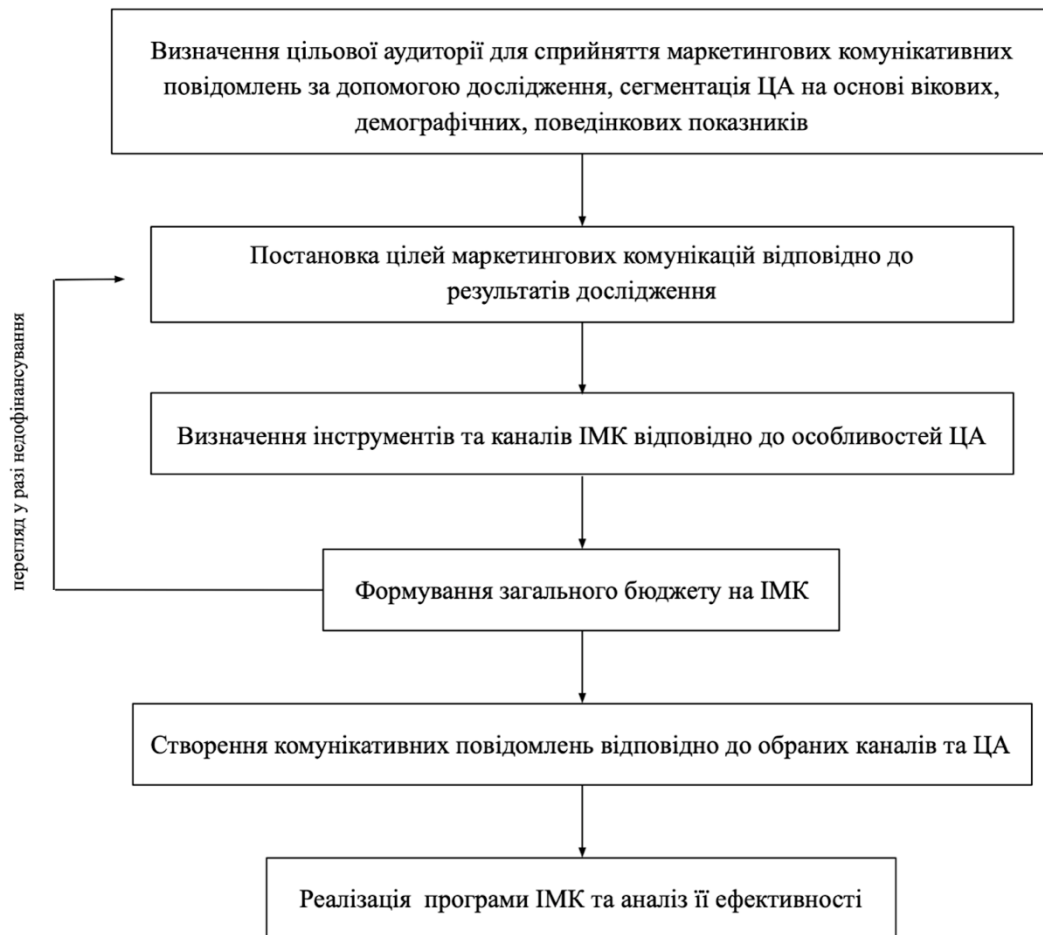 Визначення цільової аудиторії для сприйняття маркетингових комунікативних
повідомлень за допомогою дослідження, сегментація ЦА на основі вікових,
демографічних, поведінкових показників
Постановка цілей маркетингових комунікацій відповідно до
результатів дослідження
перегляд у разі недофінансування
Визначення інструментів та каналів ІМК відповідно до особливостей ЦА
Формування загального бюджету на ІМК
Створення комунікативних повідомлень відповідно до обраних каналів та ЦА
Реалізація програми ІМК та аналіз її ефективності